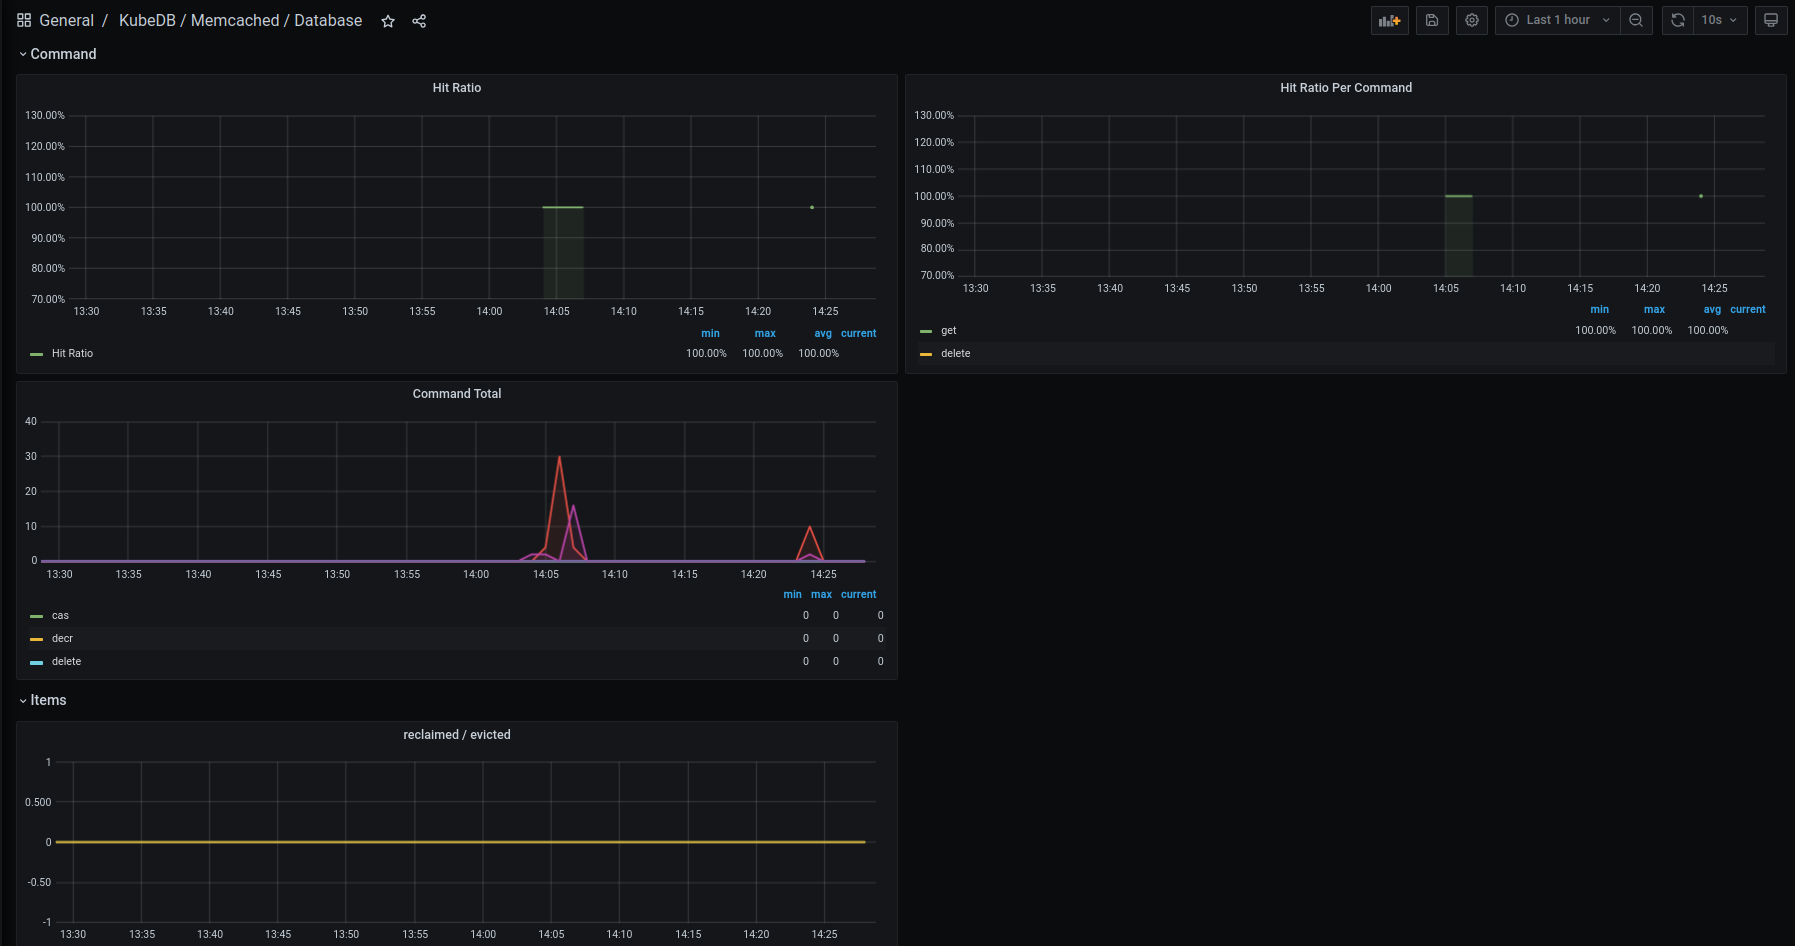 General / KubeDB / Memcached / Database
Last 1 hour
10s
Command
Hit Ratio
130.00%
120.00%
110.00%
100.00%
90.00%
80.00%
70.00%
13:30 13:35 13:40 13:45 13:50 13:55 14:00 14:05 14:10 14:15 14:20 14:25
min max avg current
Hit Ratio 100.00% 100.00% 100.00%
Hit Ratio Per Command
130.00%
120.00%
110.00%
100.00%
90.00%
80.00%
70.00%
13:30 13:35 13:40 13:45 13:50 13:55 14:00 14:05 14:10 14:15 14:20 14:25
min max avg current
get 100.00% 100.00% 100.00%
delete
Command Total
40
30
20
10
0
13:30 13:35 13:40 13:45 13:50 13:55 14:00 14:05 14:10 14:15 14:20 14:25
min max current
cas 0 0 0
decr 0 0 0
delete 0 0 0
Items
reclaimed / evicted
1
0.500
0
-0.50
-1
13:30 13:35 13:40 13:45 13:50 13:55 14:00 14:05 14:10 14:15 14:20 14:25